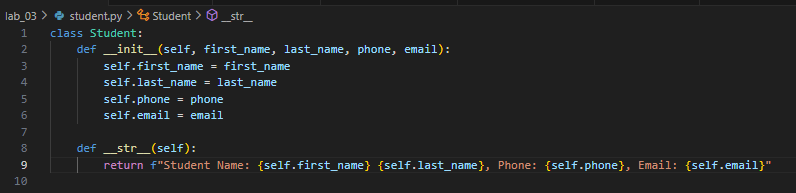 lab_03 > student.py > Student > __str__
1 class Student:
2     def __init__(self, first_name, last_name, phone, email):
3         self.first_name = first_name
4         self.last_name = last_name
5         self.phone = phone
6         self.email = email
7
8     def __str__(self):
9         return f"Student Name: {self.first_name} {self.last_name}, Phone: {self.phone}, Email: {self.email}"
10